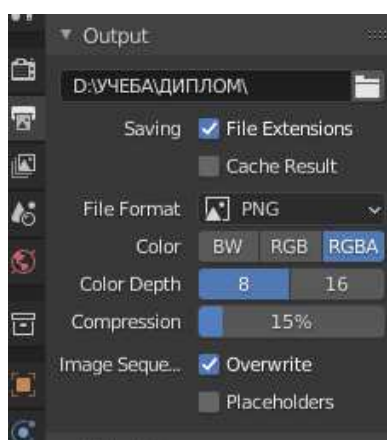 Output
D:\УЧЕБА\ДИПЛОМ\
Saving File Extensions
Cache Result
File Format PNG
Color BW RGB RGBA
Color Depth 8 16
Compression 15%
Image Seque... Overwrite
Placeholders